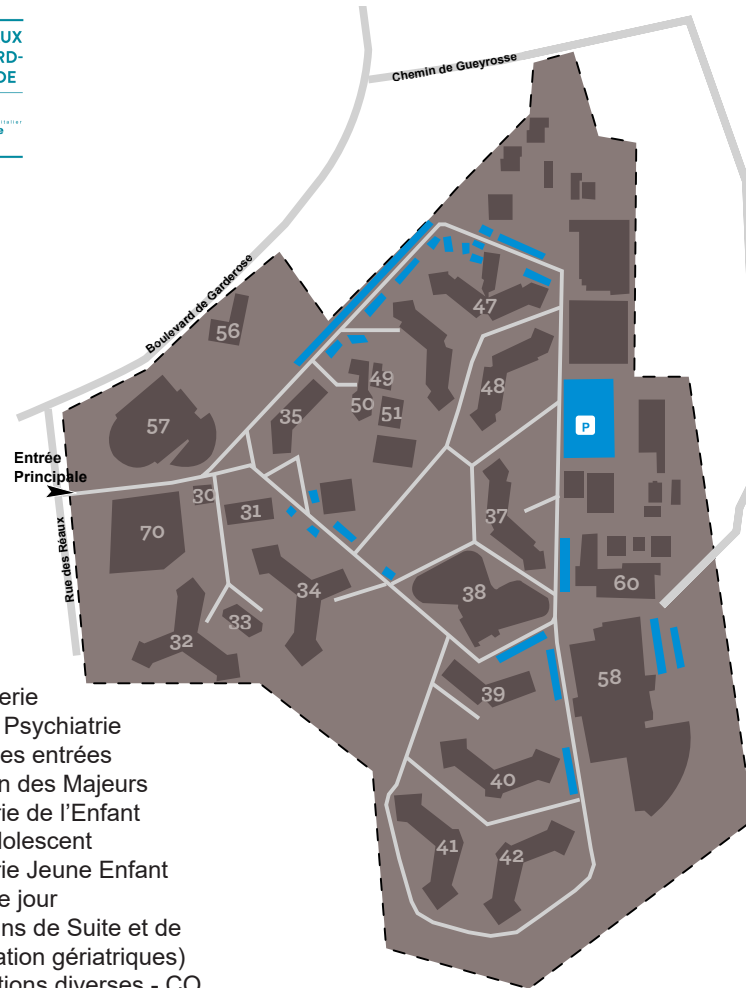 UX
RD-
DE
Chemin de Gueyrosse
Boulevard de Garderose
Entrée
Principale
Rue des Réaux
56
57
47
49
48
50
51
35
30
31
70
37
34
38
60
33
32
39
58
40
41
42
P
erie
Psychiatrie
es entrées
n des Majeurs
rie de l’Enfant
dolescent
rie Jeune Enfant
e jour
ns de Suite et de
ation gériatriques)
tions diverses - CO